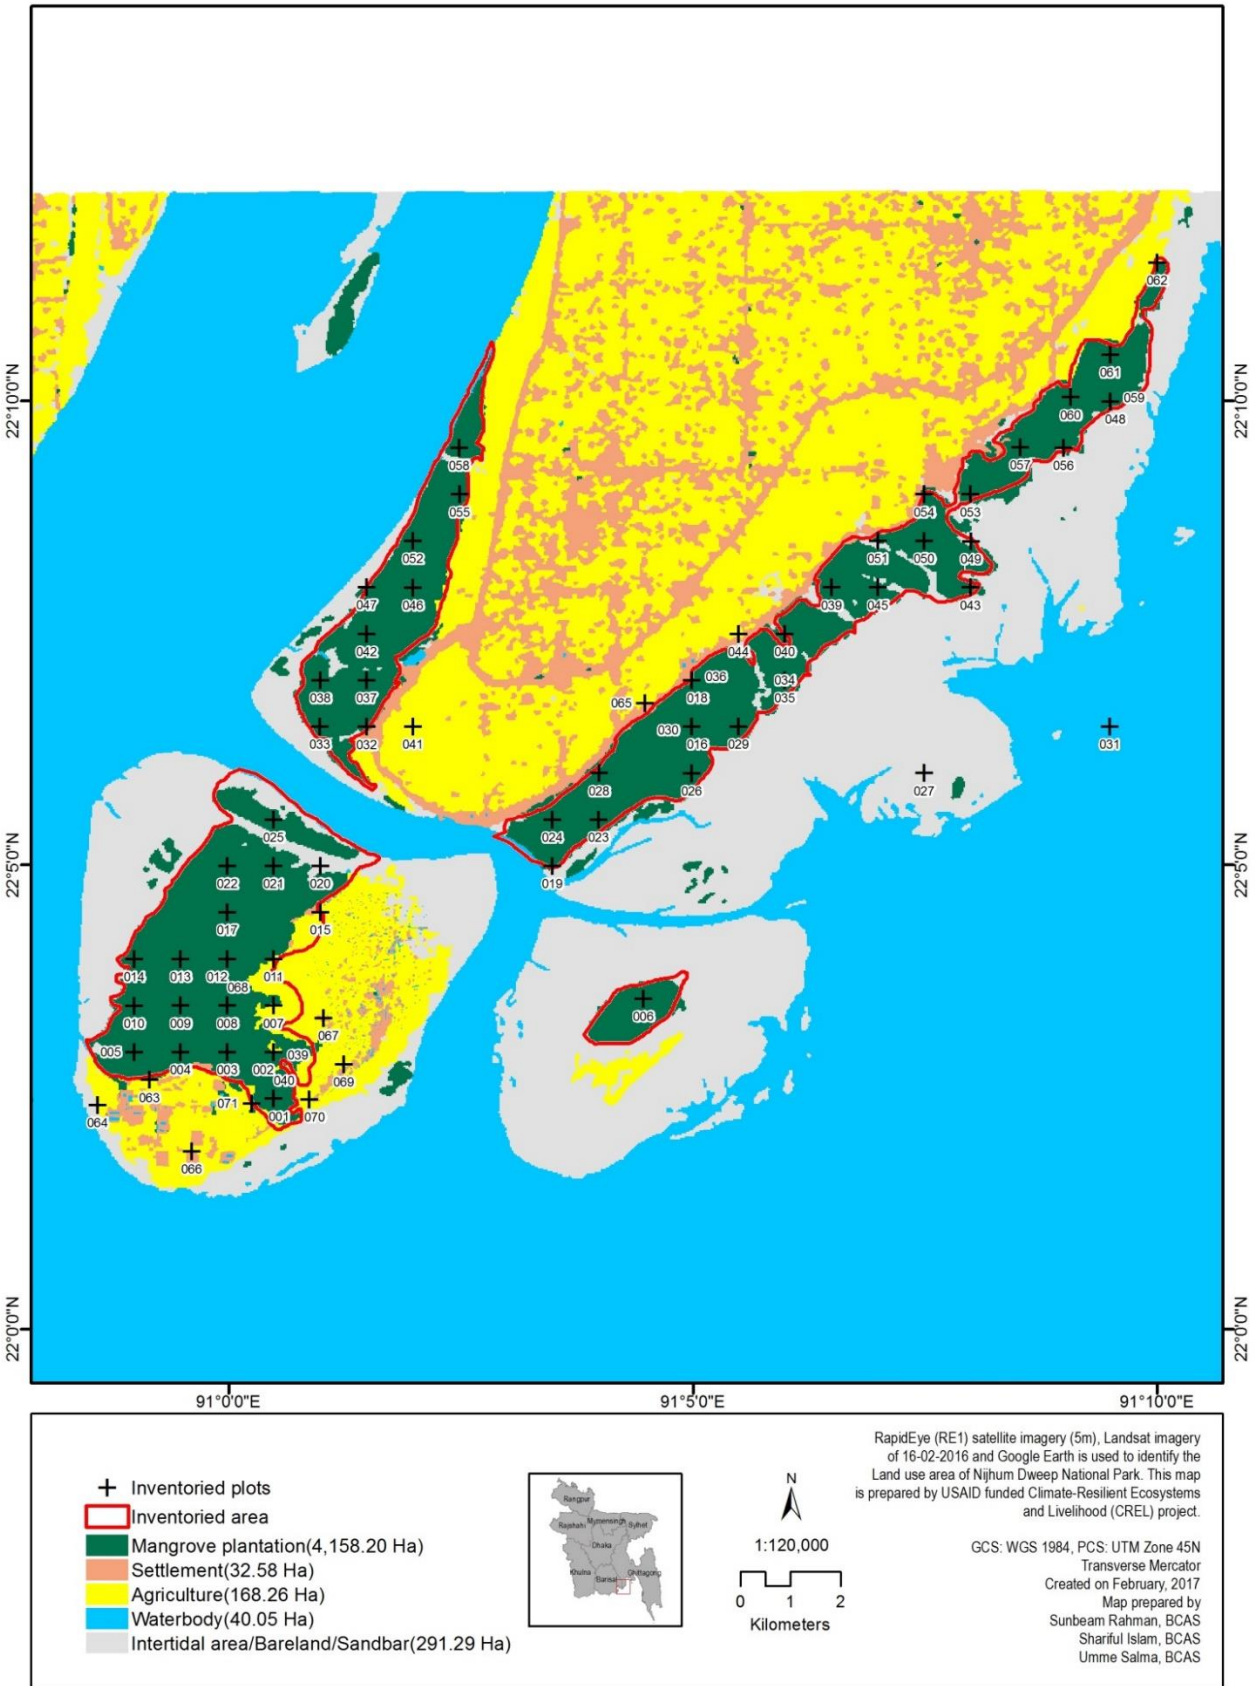 062
22°10'0"N
22°10'0"N
061
059
060
048
058
057
056
055
054
053
052
051
050
049
047
046
039
045
043
042
044
040
036
034
038
037
018
035
065
033
032
041
030
016
029
031
028
026
027
025
024
023
22°5'0"N
22°5'0"N
022
021
020
019
017
015
014
013
012
011
068
010
009
008
007
006
067
005
004
003
002
039
069
040
063
064
071
001
070
066
22°0'0"N
22°0'0"N
91°0'0"E
91°5'0"E
91°10'0"E
Inventoried plots
Inventoried area
Mangrove plantation(4,158.20 Ha)
Settlement(32.58 Ha)
Agriculture(168.26 Ha)
Waterbody(40.05 Ha)
Intertidal area/Bareland/Sandbar(291.29 Ha)
Rangpur
Rajshahi
Mymensingh
Sylhet
Dhaka
Khulna
Barisal
Chittagong
N
1:120,000
0 1 2
Kilometers
RapidEye (RE1) satellite imagery (5m), Landsat imagery
of 16-02-2016 and Google Earth is used to identify the
Land use area of Nijhum Dweep National Park. This map
is prepared by USAID funded Climate-Resilient Ecosystems
and Livelihood (CREL) project.
GCS: WGS 1984, PCS: UTM Zone 45N
Transverse Mercator
Created on February, 2017
Map prepared by
Sunbeam Rahman, BCAS
Shariful Islam, BCAS
Umme Salma, BCAS